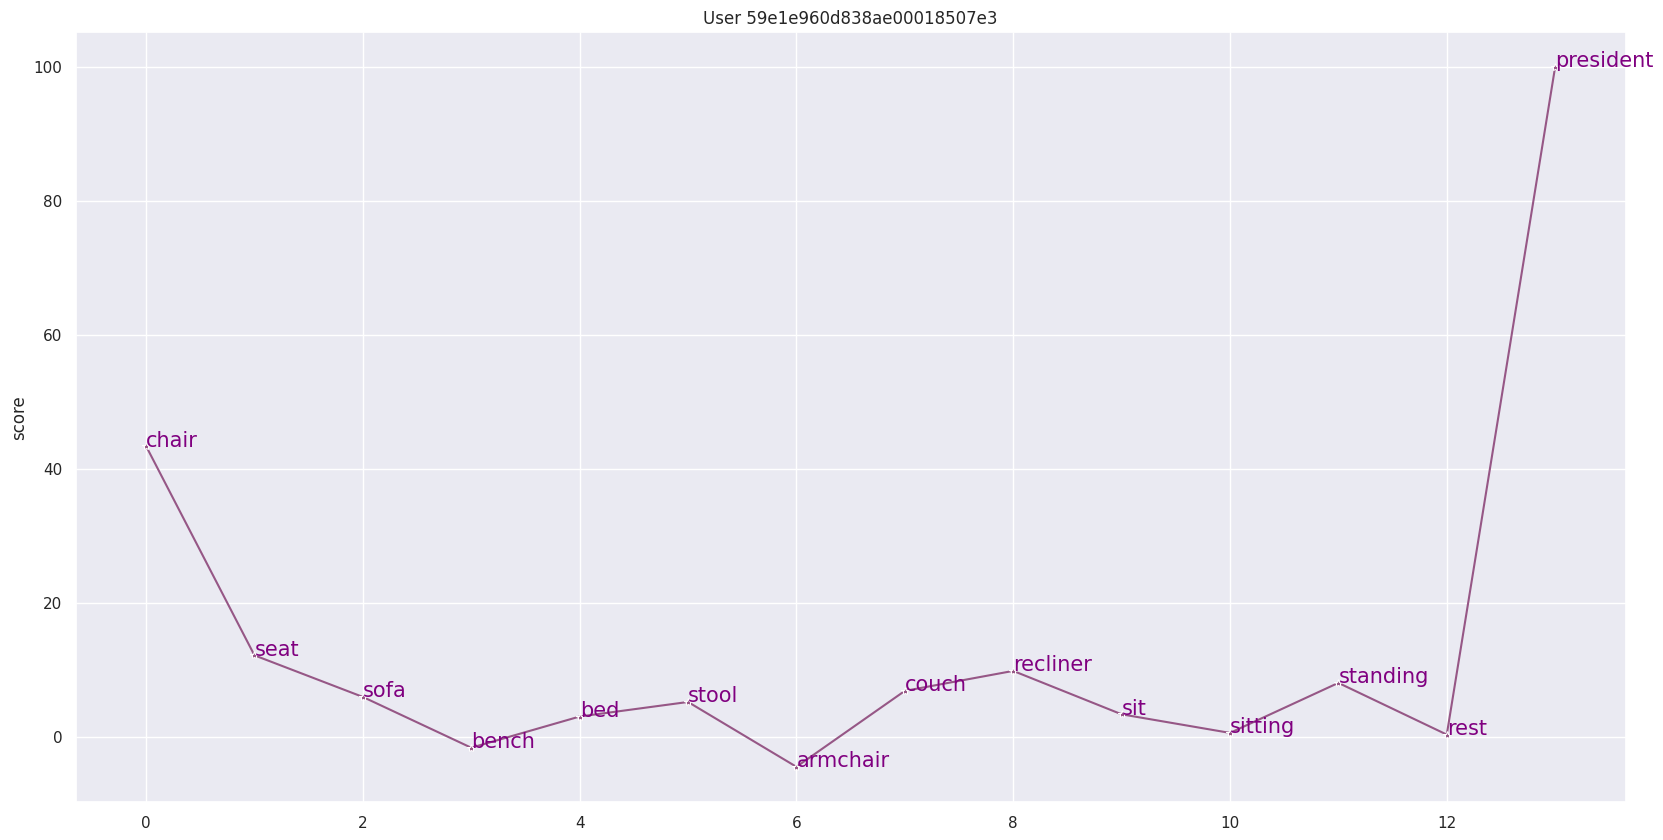 User 59e1e960d838ae00018507e3
100
80
60
40
20
0
score
chair
seat
sofa
bench
bed
stool
armchair
couch
recliner
sit
sitting
standing
rest
president
0
2
4
6
8
10
12